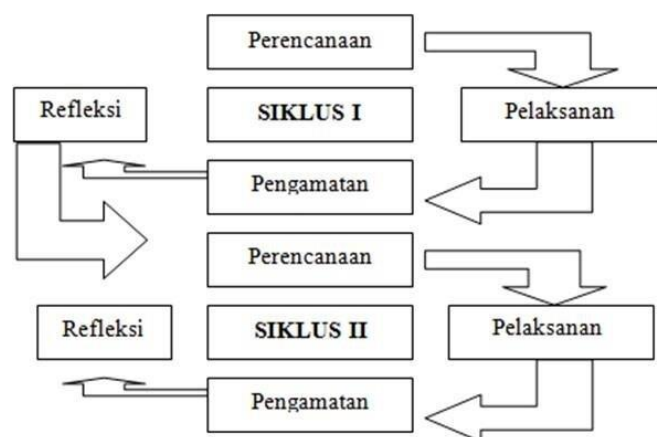 Perencanaan
Refleksi
SIKLUS I
Pelaksanan
Pengamatan
Perencanaan
Refleksi
SIKLUS II
Pelaksanan
Pengamatan